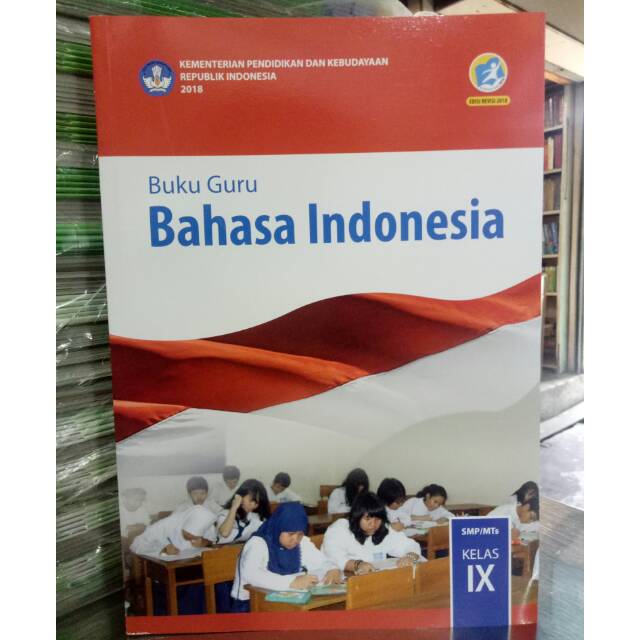 KEMENTERIAN PENDIDIKAN DAN KEBUDAYAAN
REPUBLIK INDONESIA
2018
EDISI REVISI 2018
Buku Guru
Bahasa Indonesia
SMP/MTs
KELAS
IX